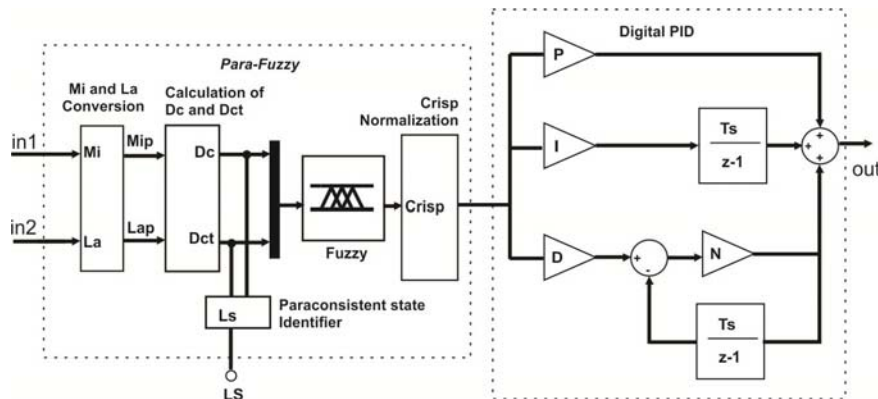 Digital PID
Para-Fuzzy
Mi and La
Conversion
Calculation of
Dc and Dct
Crisp
Normalization
in1
Mi
Mip
Dc
in2
La
Lap
Dct
Fuzzy
Crisp
Ls
Paraconsistent state
Identifier
LS
P
I
Ts
z-1
+
+
+
out
D
+
-
N
Ts
z-1